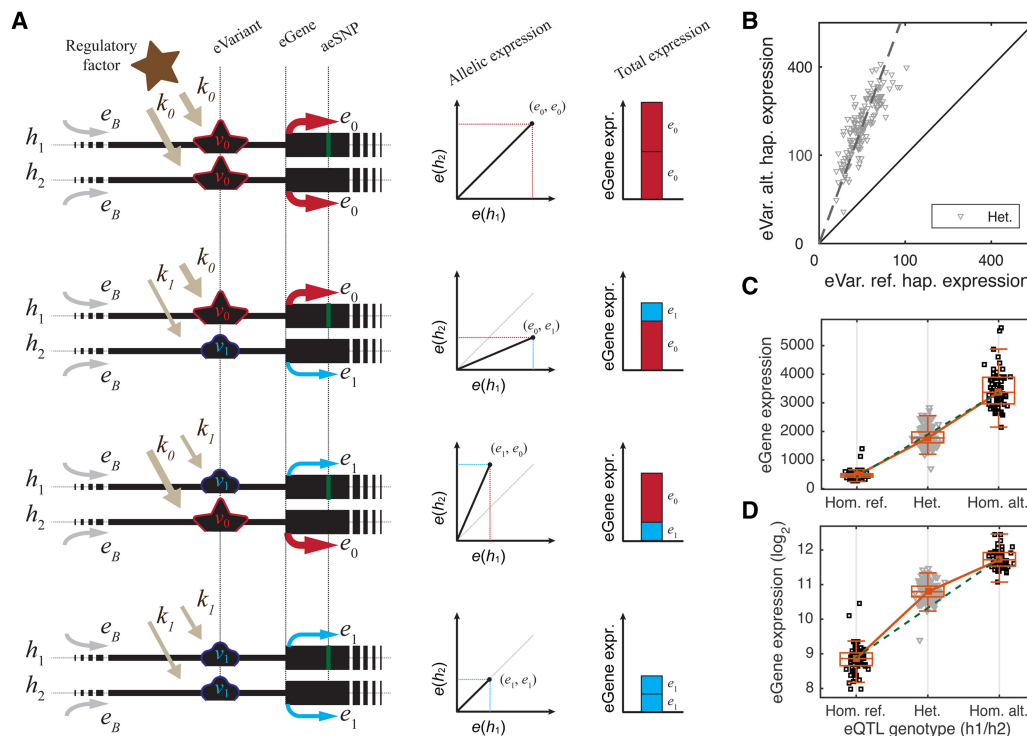 A
Regulatory
factor
eVariant
eGene
aeSNP
Allelic expression
Total expression
k0
k0
eB
h1
v0
e0
h2
v0
eB
e0
e(h2)
(e0, e0)
e(h1)
eGene expr.
e0
e0
k1
k0
eB
h1
v0
e0
h2
v1
eB
e1
e(h2)
(e0, e1)
e(h1)
eGene expr.
e1
e0
k0
k1
eB
h1
v1
e1
h2
v0
eB
e0
e(h2)
(e1, e0)
e(h1)
eGene expr.
e0
e1
k1
k1
eB
h1
v1
e1
h2
v1
eB
e1
e(h2)
(e1, e1)
e(h1)
eGene expr.
e1
e1
B
eVar. alt. hap. expression
400
100
0
Het.
0 100 400
eVar. ref. hap. expression
C
eGene expression
5000
4000
3000
2000
1000
0
Hom. ref. Het. Hom. alt.
D
eGene expression (log2)
12
11
10
9
8
Hom. ref. Het. Hom. alt.
eQTL genotype (h1/h2)